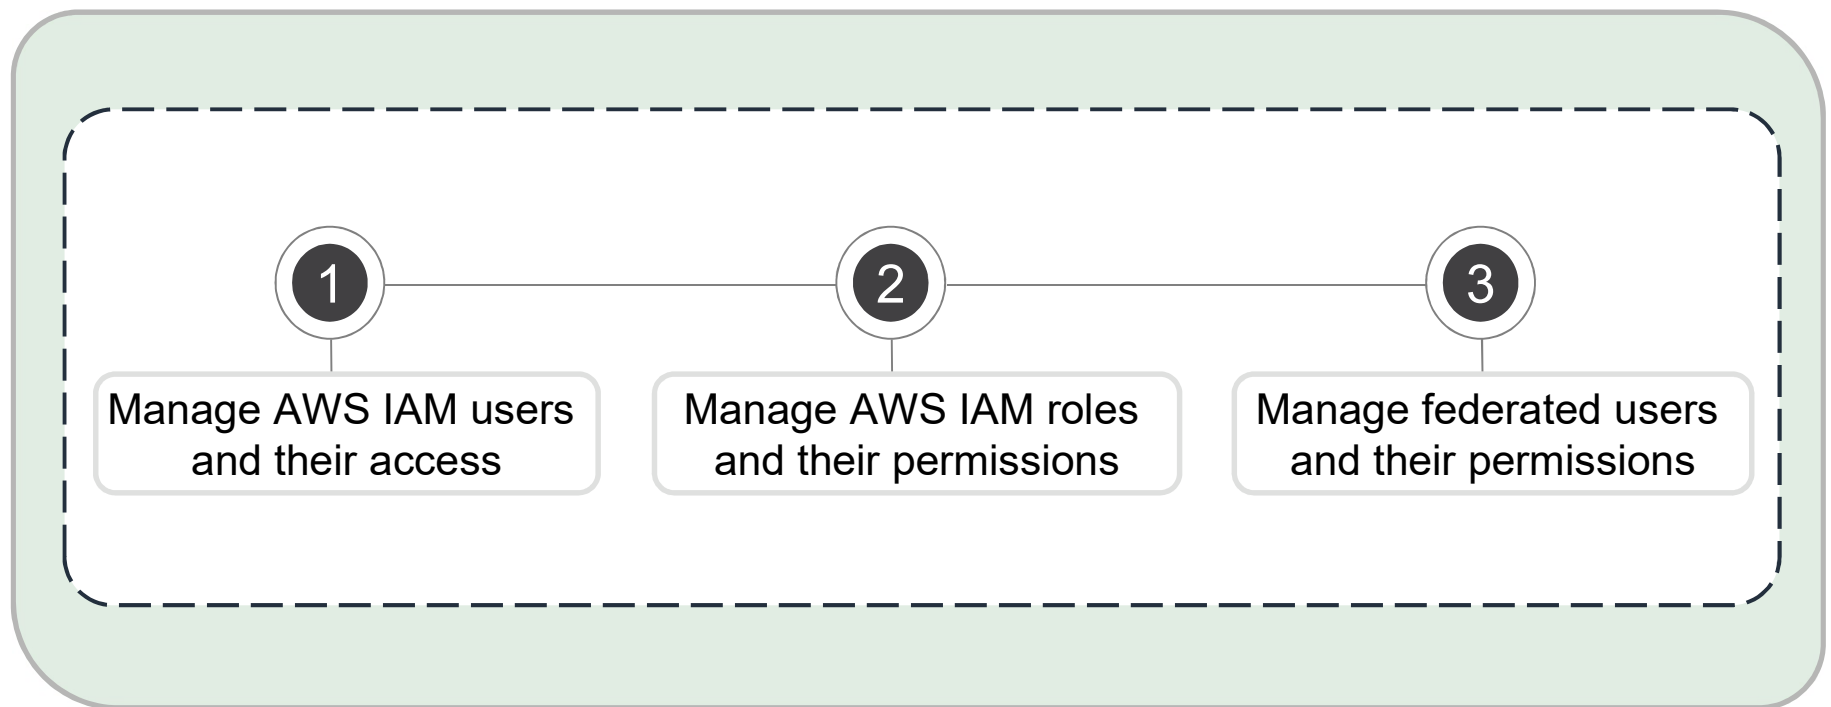 1
2
3
Manage AWS IAM users
and their access
Manage AWS IAM roles
and their permissions
Manage federated users
and their permissions